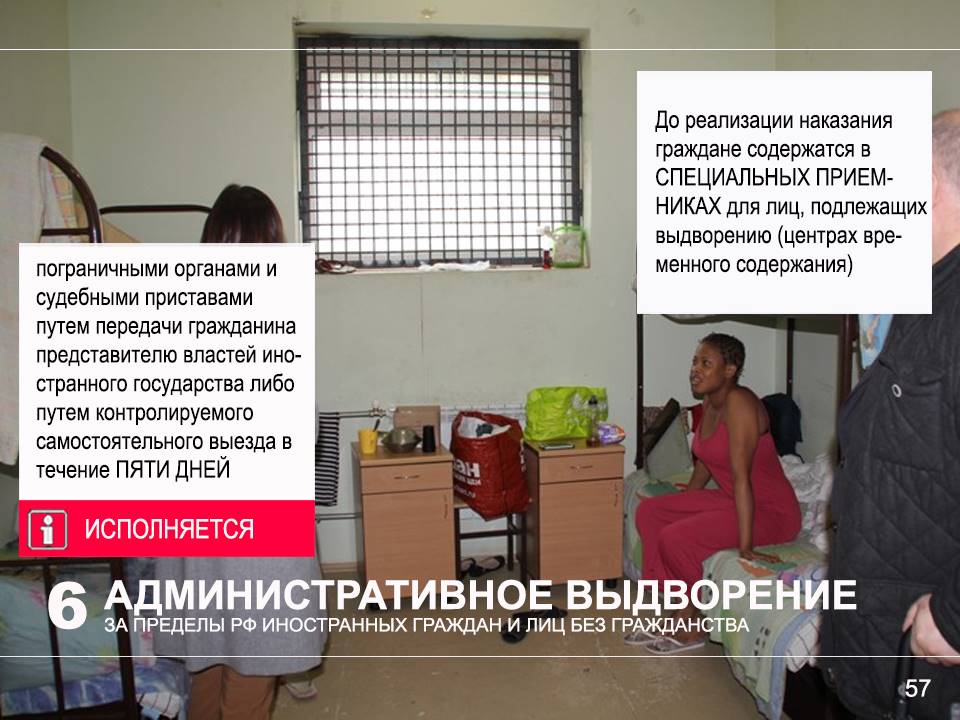 До реализации наказания
граждане содержатся в
СПЕЦИАЛЬНЫХ ПРИЕМ-
НИКАХ для лиц, подлежащих
выдворению (центрах вре-
менного содержания)
пограничными органами и
судебными приставами
путем передачи гражданина
представителю властей ино-
странного государства либо
путем контролируемого
самостоятельного выезда в
течение ПЯТИ ДНЕЙ
i ИСПОЛНЯЕТСЯ
6 АДМИНИСТРАТИВНОЕ ВЫДВОРЕНИЕ
ЗА ПРЕДЕЛЫ РФ ИНОСТРАННЫХ ГРАЖДАН И ЛИЦ БЕЗ ГРАЖДАНСТВА
57